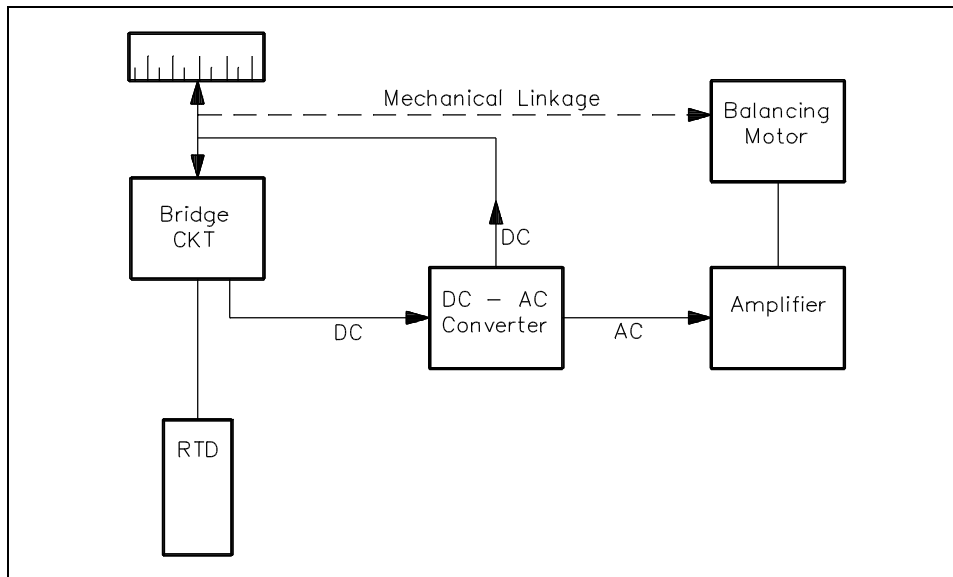 Mechanical Linkage
Balancing
Motor
Bridge
CKT
DC
DC – AC
Converter
Amplifier
DC
AC
RTD